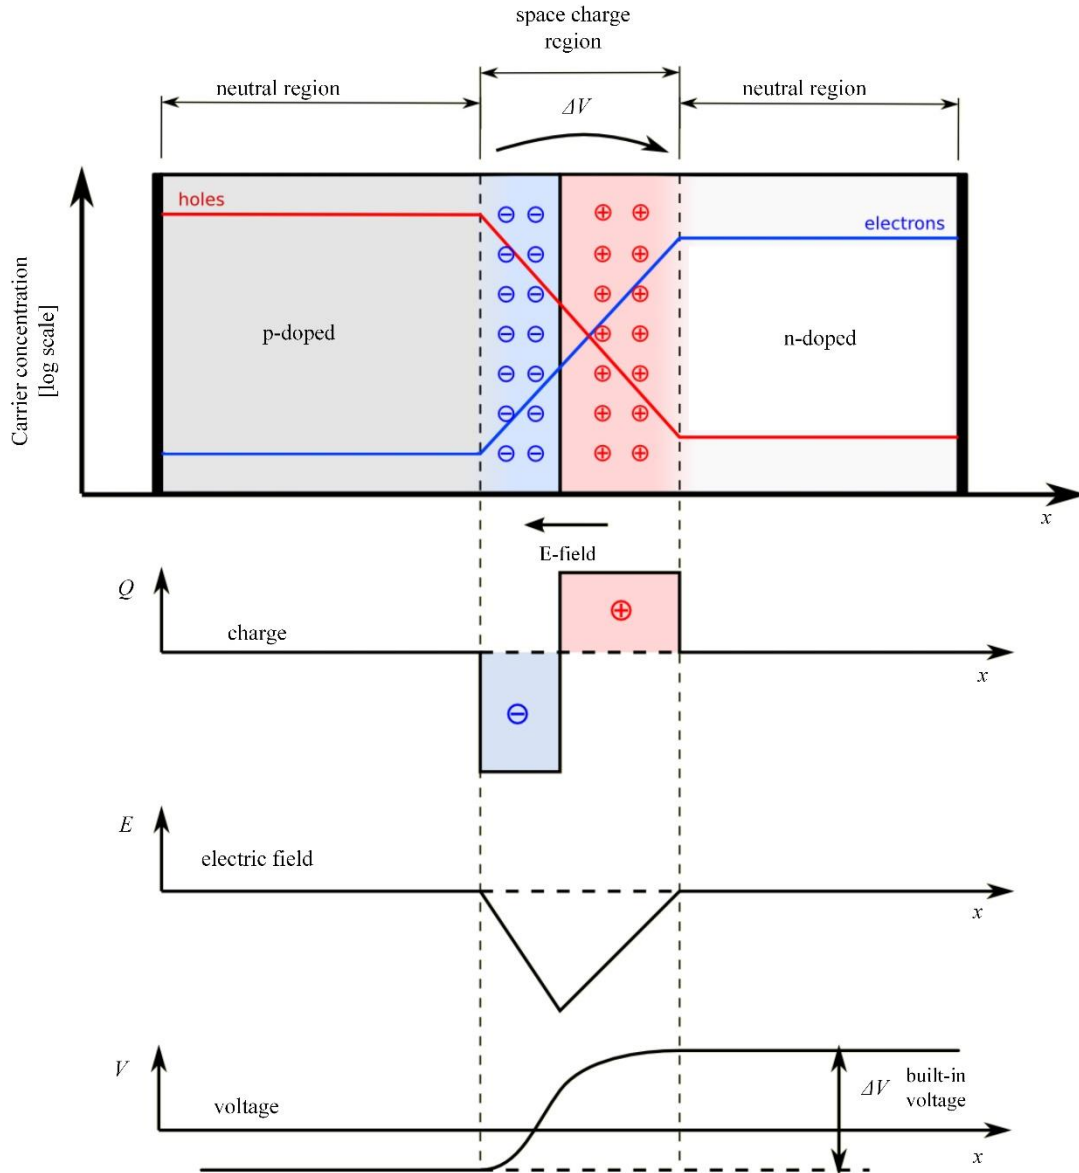 space charge
region
neutral region
neutral region
ΔV
holes
electrons
Carrier concentration
[log scale]
p-doped
n-doped
x
E-field
Q
charge
x
E
electric field
x
V
voltage
ΔV
built-in
voltage
x